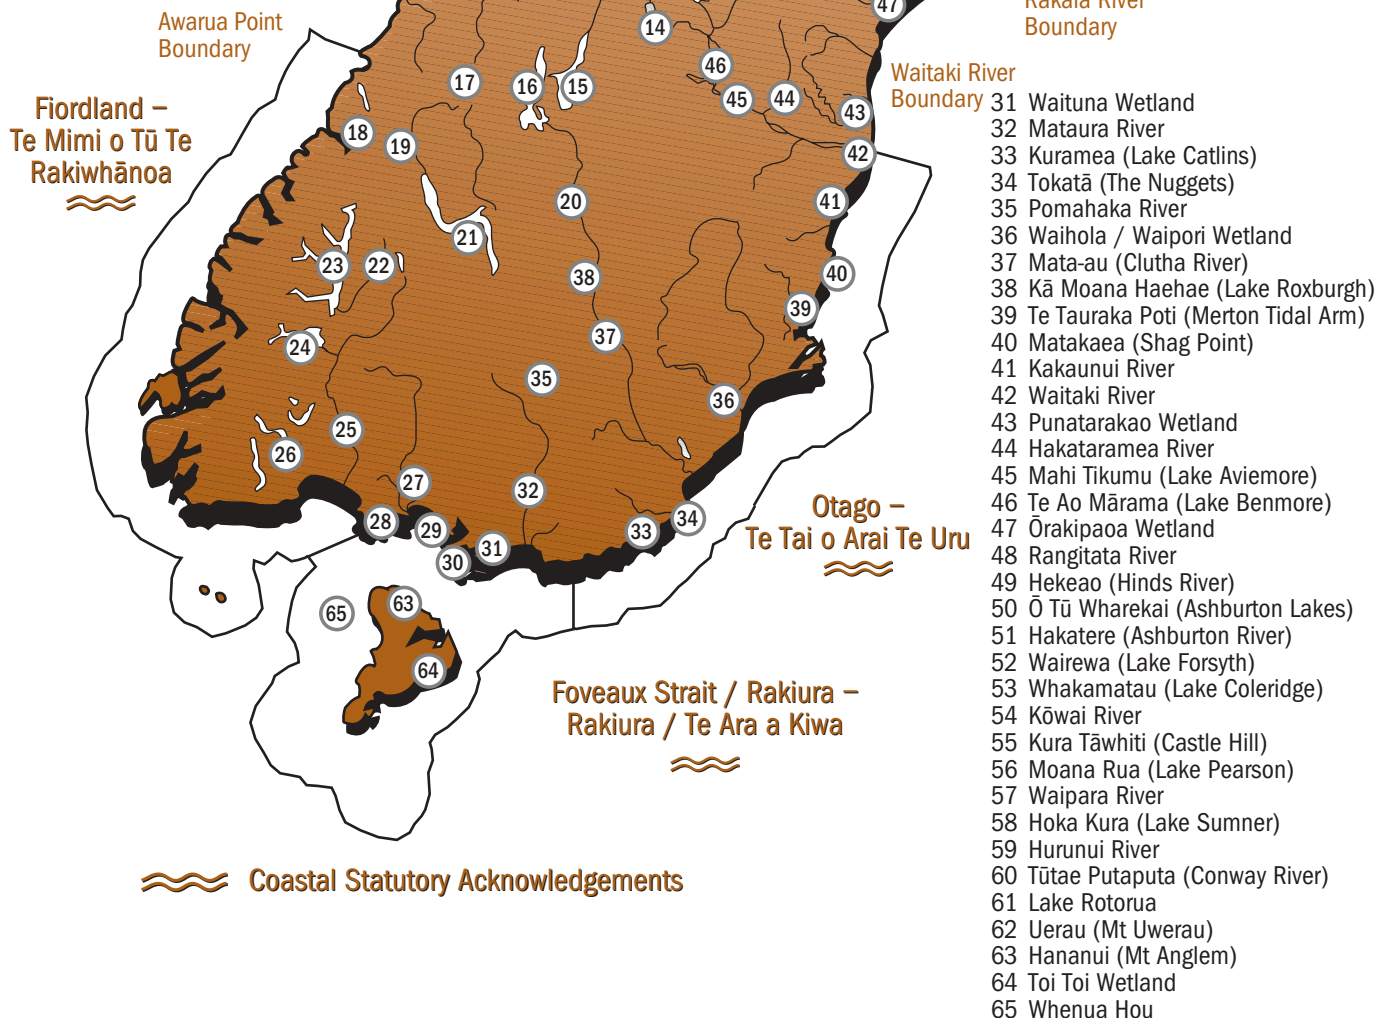 Awarua Point
Boundary
Rakaia River
Boundary
Waitaki River
Boundary
Fiordland –
Te Mimi o Tū Te
Rakiwhānoa
Otago –
Te Tai o Arai Te Uru
Foveaux Strait / Rakiura –
Rakiura / Te Ara a Kiwa
Coastal Statutory Acknowledgements
47
14
46
17
16
15
45
44
43
18
19
42
20
41
21
23
22
40
38
39
37
24
35
36
25
26
27
32
28
29
34
33
31
30
63
65
64
31 Waituna Wetland
32 Mataura River
33 Kuramea (Lake Catlins)
34 Tokatā (The Nuggets)
35 Pomahaka River
36 Waihola / Waipori Wetland
37 Mata-au (Clutha River)
38 Kā Moana Haehae (Lake Roxburgh)
39 Te Tauraka Poti (Merton Tidal Arm)
40 Matakaea (Shag Point)
41 Kakaunui River
42 Waitaki River
43 Punatarakao Wetland
44 Hakataramea River
45 Mahi Tikumu (Lake Aviemore)
46 Te Ao Mārama (Lake Benmore)
47 Ōrakipaoa Wetland
48 Rangitata River
49 Hekeao (Hinds River)
50 Ō Tū Wharekai (Ashburton Lakes)
51 Hakatere (Ashburton River)
52 Wairewa (Lake Forsyth)
53 Whakamatau (Lake Coleridge)
54 Kōwai River
55 Kura Tāwhiti (Castle Hill)
56 Moana Rua (Lake Pearson)
57 Waipara River
58 Hoka Kura (Lake Sumner)
59 Hurunui River
60 Tūtae Putaputa (Conway River)
61 Lake Rotorua
62 Uerau (Mt Uwerau)
63 Hananui (Mt Anglem)
64 Toi Toi Wetland
65 Whenua Hou